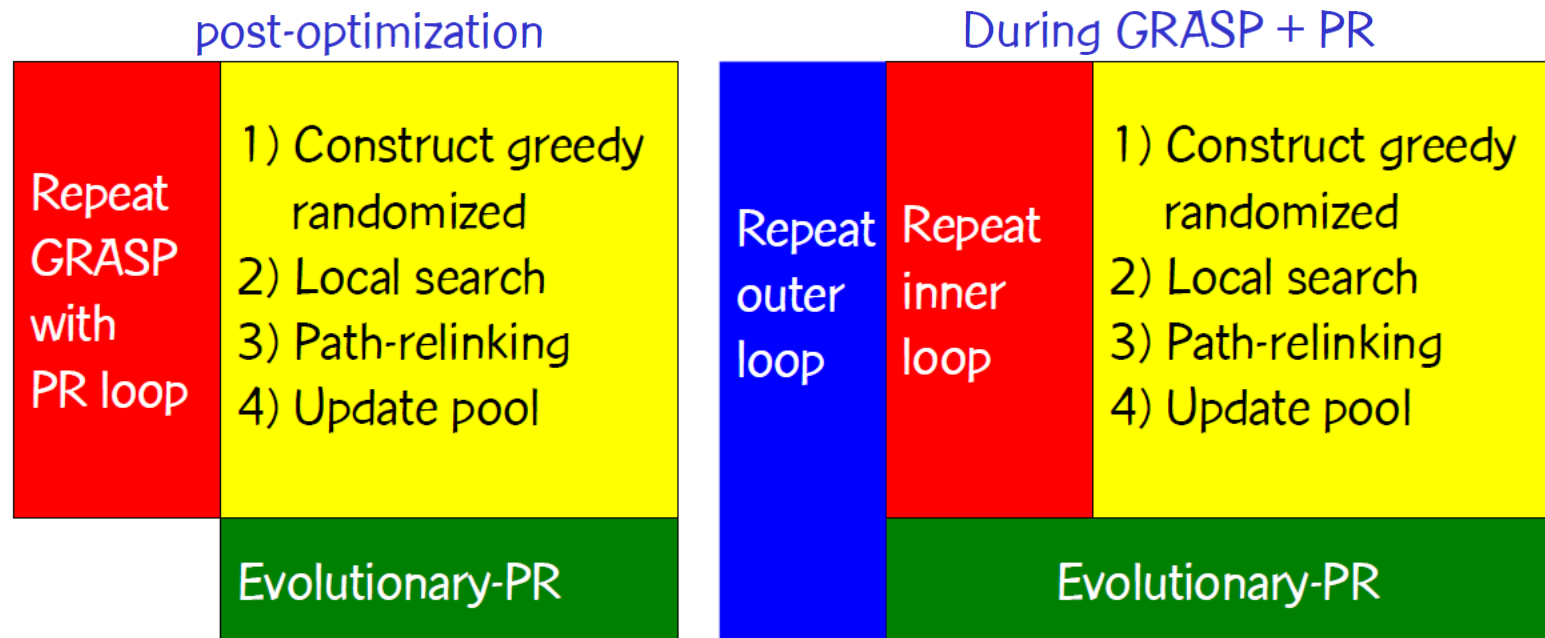 post-optimization
Repeat
GRASP
with
PR loop
1) Construct greedy
randomized
2) Local search
3) Path-relinking
4) Update pool
Evolutionary-PR
During GRASP + PR
Repeat
outer
loop
Repeat
inner
loop
1) Construct greedy
randomized
2) Local search
3) Path-relinking
4) Update pool
Evolutionary-PR